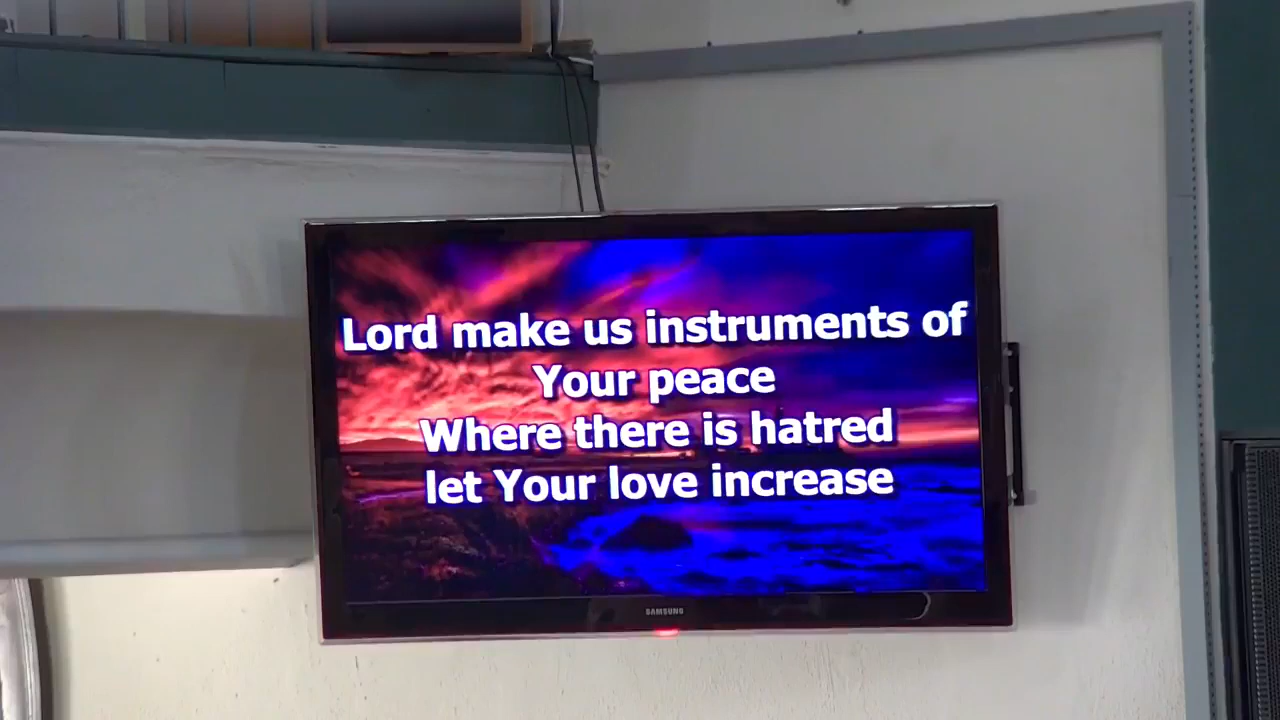 Lord make us instruments of
Your peace
Where there is hatred
let Your love increase
SAMSUNG